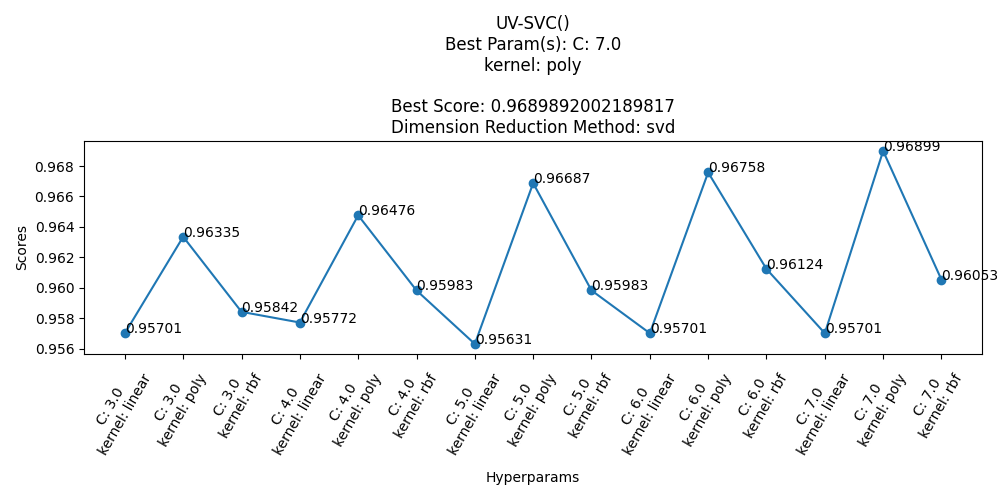 UV-SVC()
Best Param(s): C: 7.0
kernel: poly
Best Score: 0.9689892002189817
Dimension Reduction Method: svd
Scores
0.968
0.966
0.964
0.962
0.960
0.958
0.956
0.95701
0.96335
0.95842
0.95772
0.96476
0.95983
0.95631
0.96687
0.95983
0.95701
0.96758
0.96124
0.95701
0.96899
0.96053
C: 3.0
kernel: linear
C: 3.0
kernel: poly
C: 3.0
kernel: rbf
C: 4.0
kernel: linear
C: 4.0
kernel: poly
C: 4.0
kernel: rbf
C: 5.0
kernel: linear
C: 5.0
kernel: poly
C: 5.0
kernel: rbf
C: 6.0
kernel: linear
C: 6.0
kernel: poly
C: 6.0
kernel: rbf
C: 7.0
kernel: linear
C: 7.0
kernel: poly
C: 7.0
kernel: rbf
Hyperparams